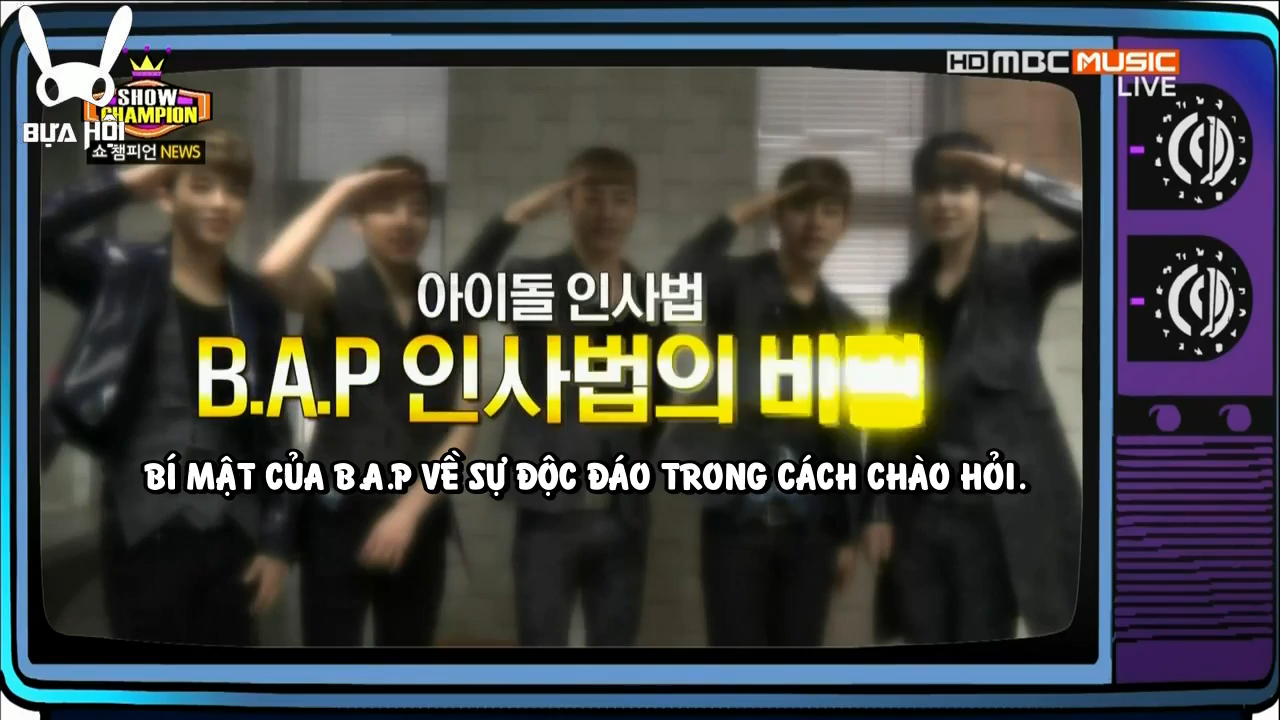 HD MBC MUSIC
LIVE
SHOW
CHAMPION
BỰA HỘI
쇼 챔피언 NEWS
아이돌 인사법
B.A.P 인사법의
BÍ MẬT CỦA B.A.P VỀ SỰ ĐỘC ĐÁO TRONG CÁCH CHÀO HỎI.